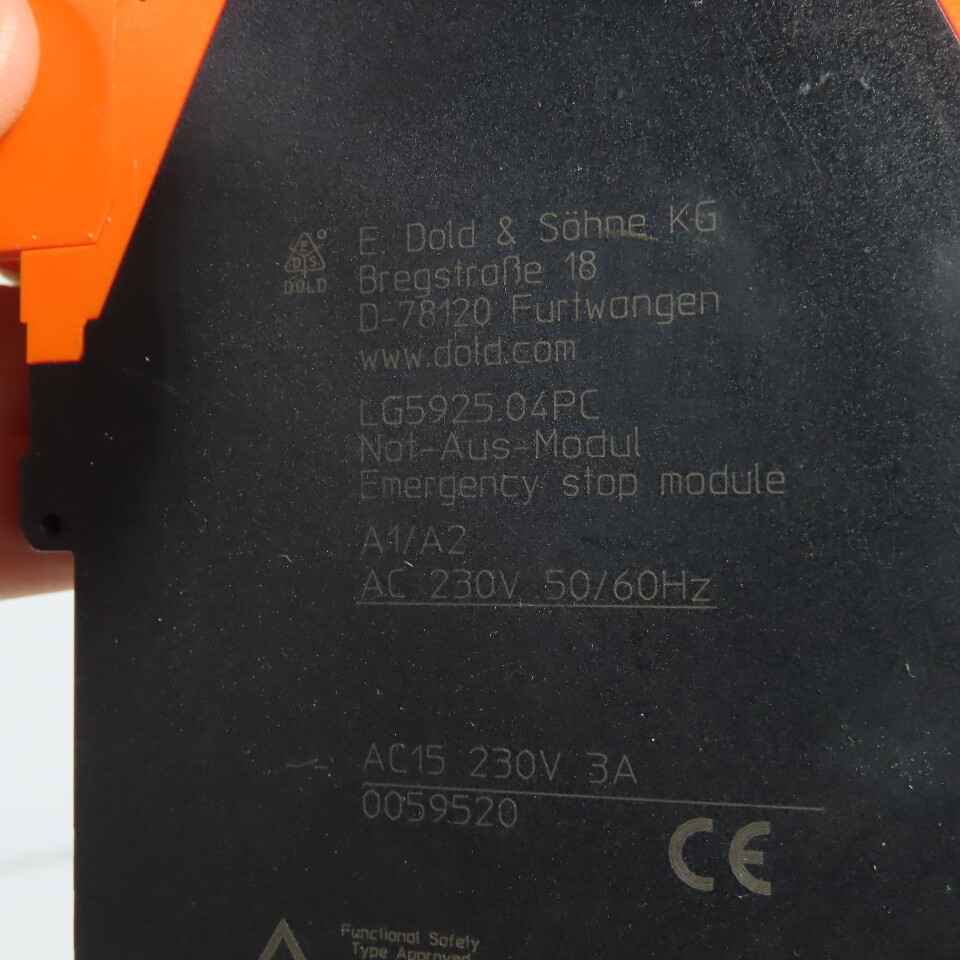 E. Dold & Söhne KG
Bregstraße 18
D-78120 Furtwangen
www.dold.com
E
D S
DOLD
LG5925.04PC
Not-Aus-Modul
Emergency stop module
A1/A2
AC 230V 50/60Hz
AC15 230V 3A
0059520
CE
Functional Safety
Type Approved